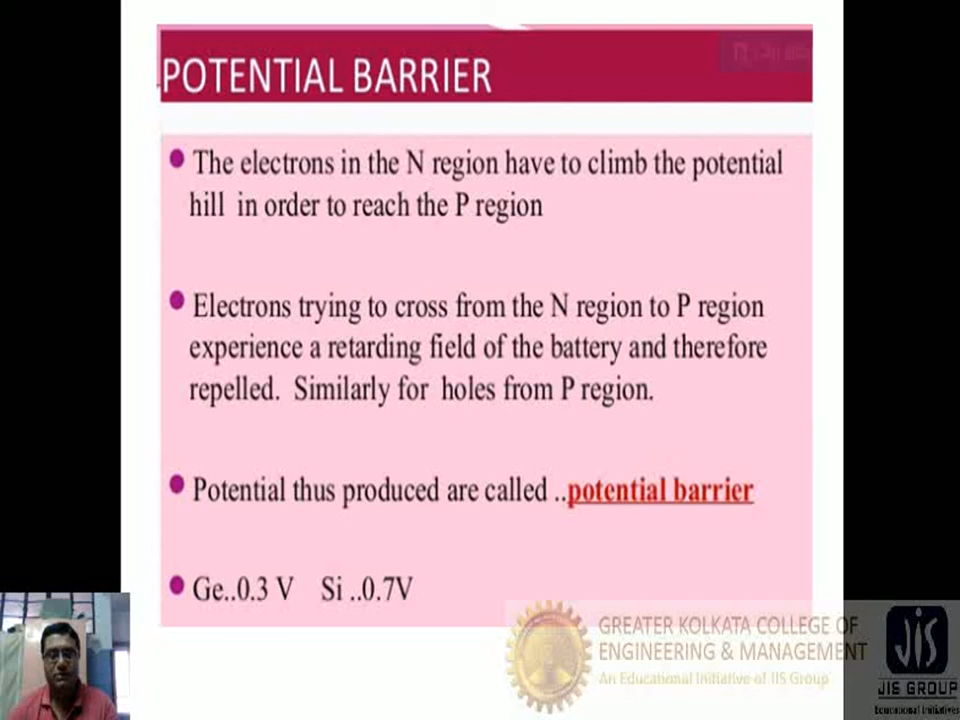 POTENTIAL BARRIER
The electrons in the N region have to climb the potential
hill in order to reach the P region
Electrons trying to cross from the N region to P region
experience a retarding field of the battery and therefore
repelled. Similarly for holes from P region.
Potential thus produced are called ..potential barrier
Ge..0.3 V Si ..0.7V
GREATER KOLKATA COLLEGE OF
ENGINEERING & MANAGEMENT
An Educational Initiative of JIS Group
JIS
JIS GROUP
Educational Initiatives